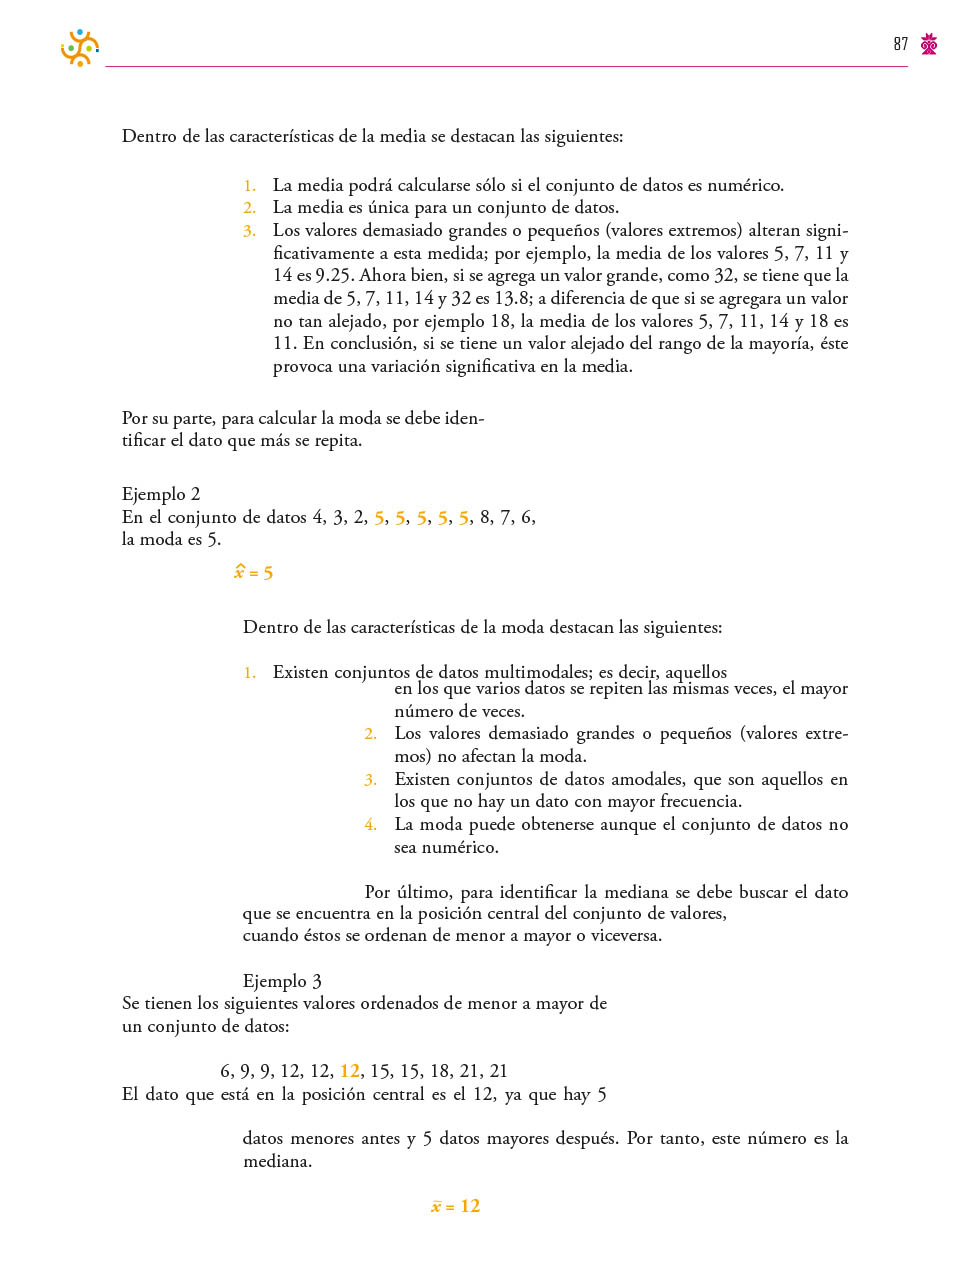 87
Dentro de las características de la media se destacan las siguientes:
1. La media podrá calcularse sólo si el conjunto de datos es numérico.
2. La media es única para un conjunto de datos.
3. Los valores demasiado grandes o pequeños (valores extremos) alteran signi-
ficativamente a esta medida; por ejemplo, la media de los valores 5, 7, 11 y
14 es 9.25. Ahora bien, si se agrega un valor grande, como 32, se tiene que la
media de 5, 7, 11, 14 y 32 es 13.8; a diferencia de que si se agregara un valor
no tan alejado, por ejemplo 18, la media de los valores 5, 7, 11, 14 y 18 es
11. En conclusión, si se tiene un valor alejado del rango de la mayoría, éste
provoca una variación significativa en la media.
Por su parte, para calcular la moda se debe iden-
tificar el dato que más se repita.
Ejemplo 2
En el conjunto de datos 4, 3, 2, 5, 5, 5, 5, 5, 8, 7, 6,
la moda es 5.
x̂ = 5
Dentro de las características de la moda destacan las siguientes:
1. Existen conjuntos de datos multimodales; es decir, aquellos
en los que varios datos se repiten las mismas veces, el mayor
número de veces.
2. Los valores demasiado grandes o pequeños (valores extre-
mos) no afectan la moda.
3. Existen conjuntos de datos amodales, que son aquellos en
los que no hay un dato con mayor frecuencia.
4. La moda puede obtenerse aunque el conjunto de datos no
sea numérico.
Por último, para identificar la mediana se debe buscar el dato
que se encuentra en la posición central del conjunto de valores,
cuando éstos se ordenan de menor a mayor o viceversa.
Ejemplo 3
Se tienen los siguientes valores ordenados de menor a mayor de
un conjunto de datos:
6, 9, 9, 12, 12, 12, 15, 15, 18, 21, 21
El dato que está en la posición central es el 12, ya que hay 5
datos menores antes y 5 datos mayores después. Por tanto, este número es la
mediana.
x̃ = 12